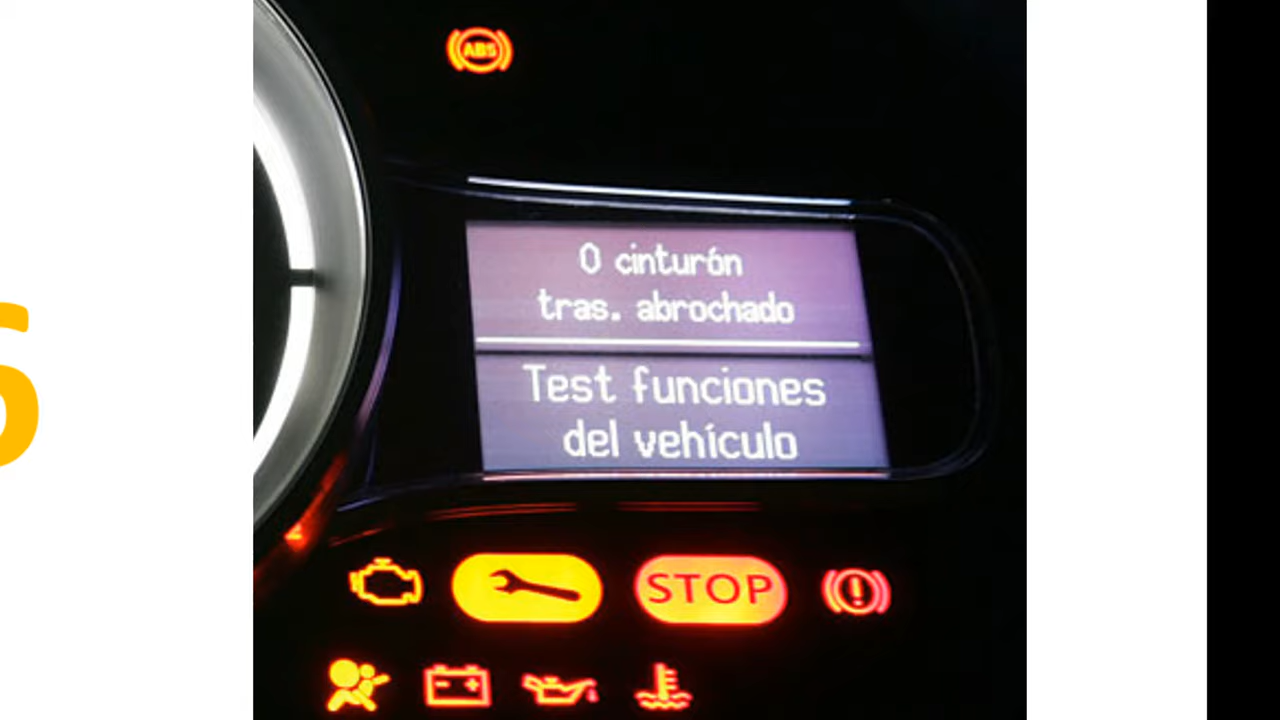 ABS
0 cinturón
tras. abrochado
Test funciones
del vehículo
STOP